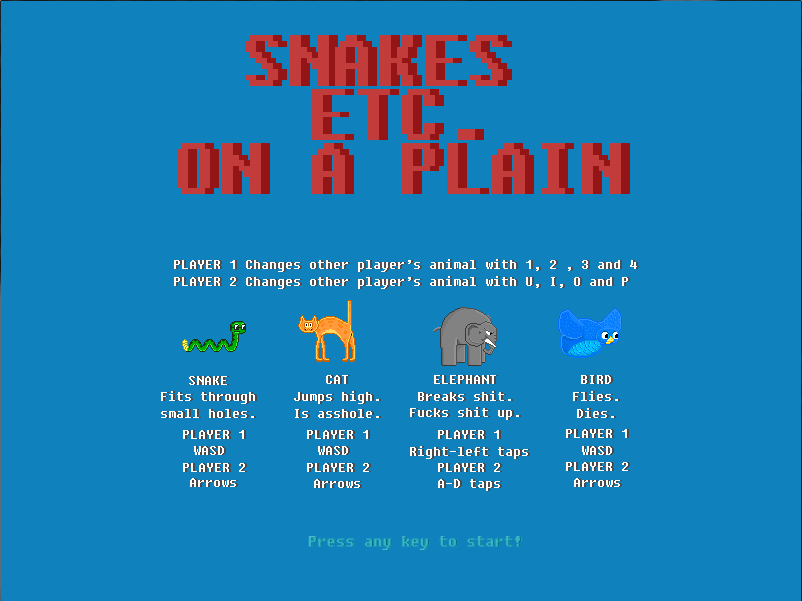 SNAKES
ETC_
ON A PLAIN
PLAYER 1 Changes other player's animal with 1, 2 , 3 and 4
PLAYER 2 Changes other player's animal with U, I, O and P
SNAKE
Fits through
small holes.
PLAYER 1
WASD
PLAYER 2
Arrows
CAT
Jumps high.
Is asshole.
PLAYER 1
WASD
PLAYER 2
Arrows
ELEPHANT
Breaks shit.
Fucks shit up.
PLAYER 1
Right-left taps
PLAYER 2
A-D taps
BIRD
Flies.
Dies.
PLAYER 1
WASD
PLAYER 2
Arrows
Press any key to start!